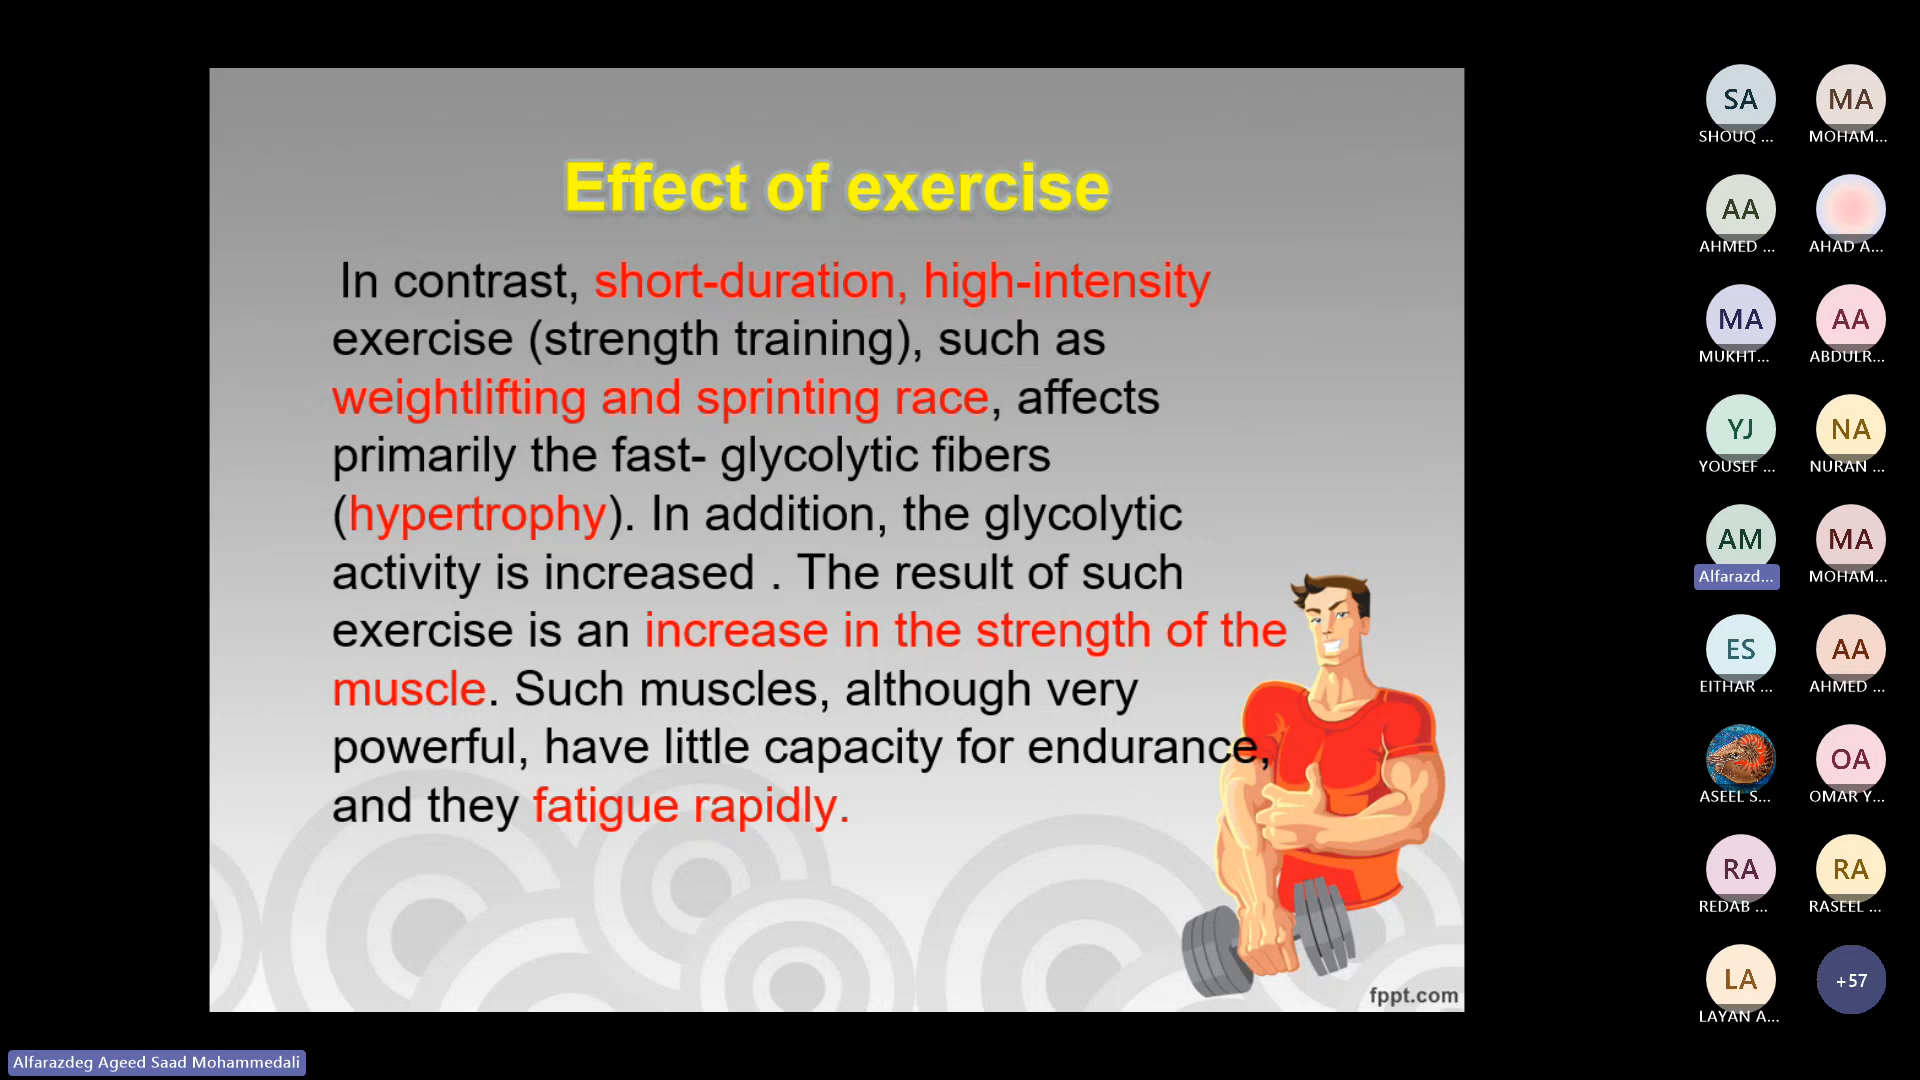 Effect of exercise
In contrast, short-duration, high-intensity
exercise (strength training), such as
weightlifting and sprinting race, affects
primarily the fast- glycolytic fibers
(hypertrophy). In addition, the glycolytic
activity is increased . The result of such
exercise is an increase in the strength of the
muscle. Such muscles, although very
powerful, have little capacity for endurance,
and they fatigue rapidly.
fppt.com
SA
SHOUQ ...
MA
MOHAM...
AA
AHMED ...
AHAD A...
MA
MUKHT...
AA
ABDULR...
YJ
YOUSEF ...
NA
NURAN ...
AM
Alfarazd...
MA
MOHAM...
ES
EITHAR ...
AA
AHMED ...
ASEEL S...
OA
OMAR Y...
RA
REDAB ...
RA
RASEEL ...
LA
LAYAN A...
+57
Alfarazdeg Ageed Saad Mohammedali